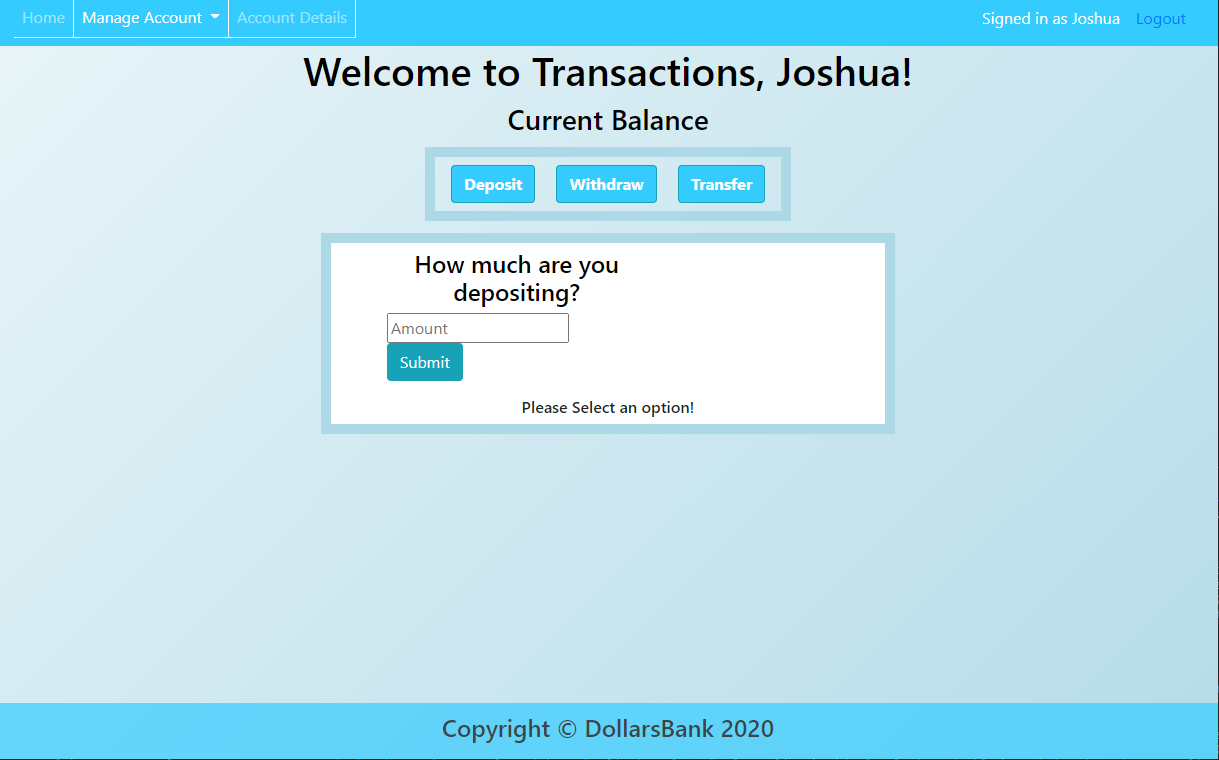 Home Manage Account Account Details Signed in as Joshua Logout
Welcome to Transactions, Joshua!
Current Balance
Deposit Withdraw Transfer
How much are you
depositing?
Amount
Submit
Please Select an option!
Copyright © DollarsBank 2020